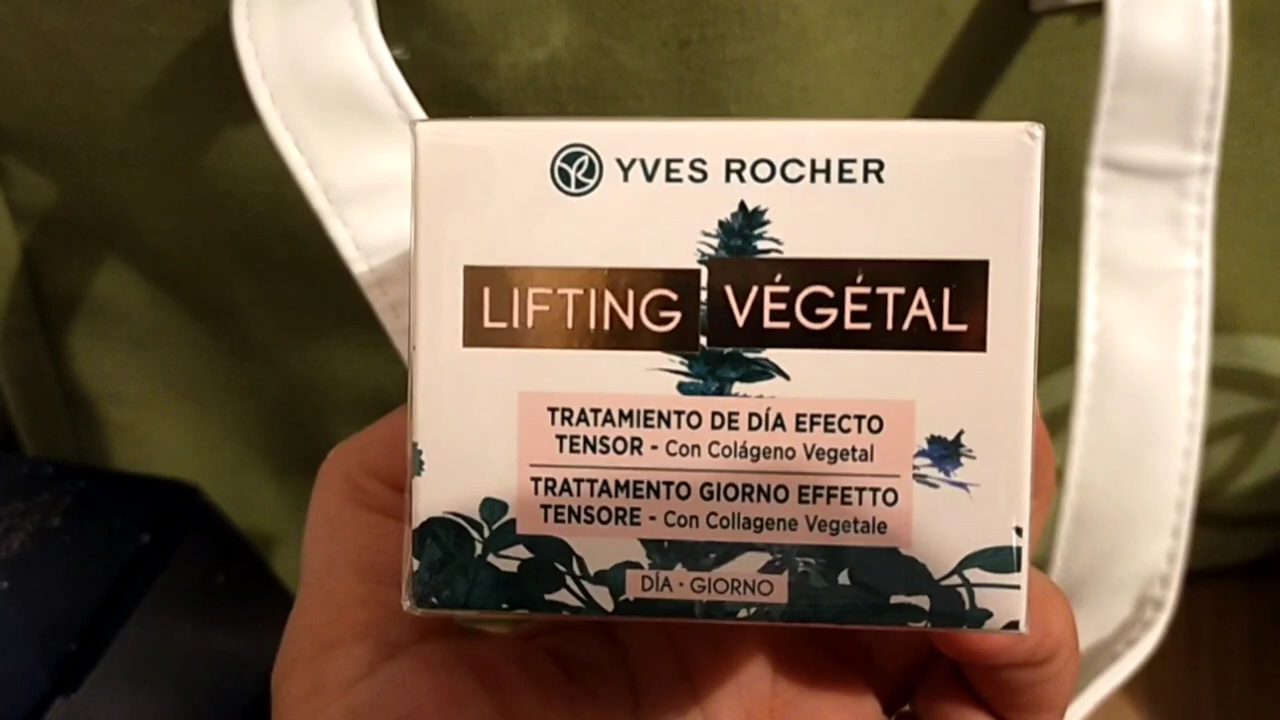 YVES ROCHER
LIFTING VÉGÉTAL
TRATAMIENTO DE DÍA EFECTO
TENSOR - Con Colágeno Vegetal
TRATTAMENTO GIORNO EFFETTO
TENSORE - Con Collagene Vegetale
DÍA • GIORNO